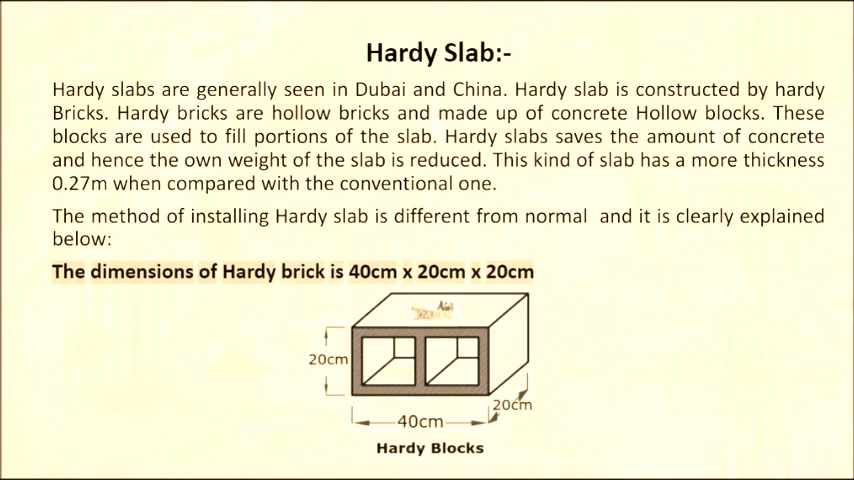 Hardy Slab:-
Hardy slabs are generally seen in Dubai and China. Hardy slab is constructed by hardy
Bricks. Hardy bricks are hollow bricks and made up of concrete Hollow blocks. These
blocks are used to fill portions of the slab. Hardy slabs saves the amount of concrete
and hence the own weight of the slab is reduced. This kind of slab has a more thickness
0.27m when compared with the conventional one.
The method of installing Hardy slab is different from normal  and it is clearly explained
below:
The dimensions of Hardy brick is 40cm x 20cm x 20cm
20cm
20cm
40cm
Hardy Blocks